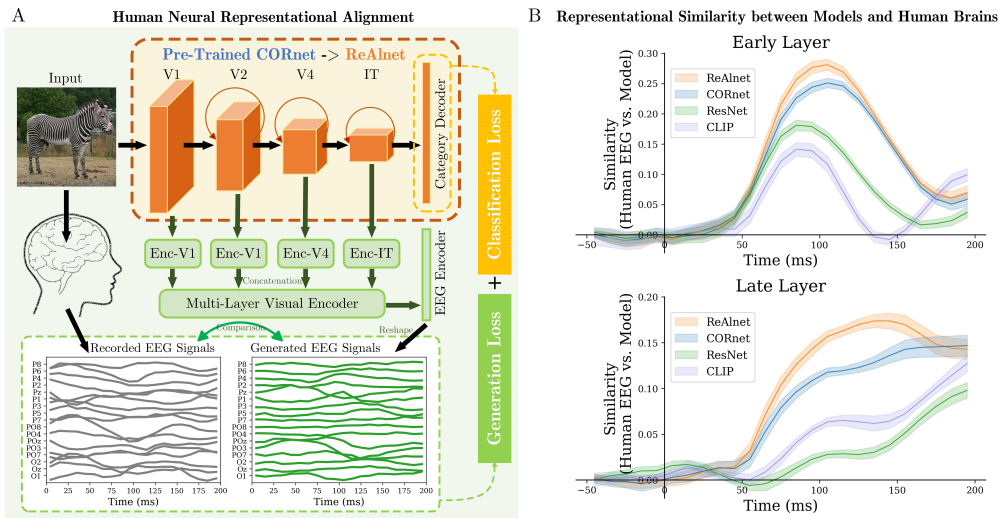 A
Human Neural Representational Alignment
Pre-Trained CORnet -> ReAlnet
Input
V1
V2
V4
IT
Category Decoder
Classification Loss
+
Generation Loss
Enc-V1
Enc-V1
Enc-V4
Enc-IT
Concatenation
Multi-Layer Visual Encoder
EEG Encoder
Comparison
Reshape
Recorded EEG Signals
P8
P6
P4
P2
Pz
P1
P3
P5
P7
PO8
PO4
POz
PO3
PO7
O2
Oz
O1
0 25 50 75 100 125 150 175 200
Time (ms)
Generated EEG Signals
P8
P6
P4
P2
Pz
P1
P3
P5
P7
PO8
PO4
POz
PO3
PO7
O2
Oz
O1
0 25 50 75 100 125 150 175 200
Time (ms)
B
Representational Similarity between Models and Human Brains
Early Layer
Similarity
(Human EEG vs. Model)
0.30
0.25
0.20
0.15
0.10
0.05
0.00
ReAlnet
CORnet
ResNet
CLIP
−50 0 50 100 150 200
Time (ms)
Late Layer
Similarity
(Human EEG vs. Model)
0.20
0.15
0.10
0.05
0.00
ReAlnet
CORnet
ResNet
CLIP
−50 0 50 100 150 200
Time (ms)